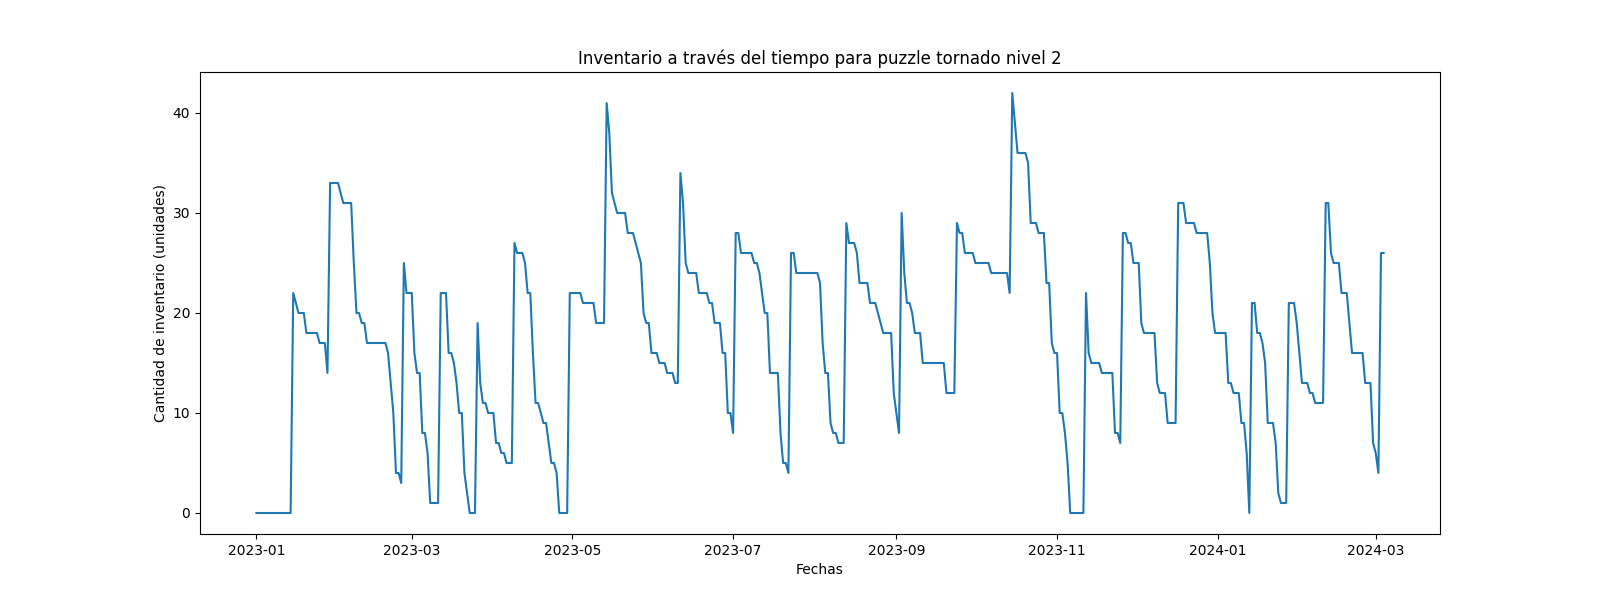 Inventario a través del tiempo para puzzle tornado nivel 2
Cantidad de inventario (unidades)
40
30
20
10
0
2023-01 2023-03 2023-05 2023-07 2023-09 2023-11 2024-01 2024-03
Fechas